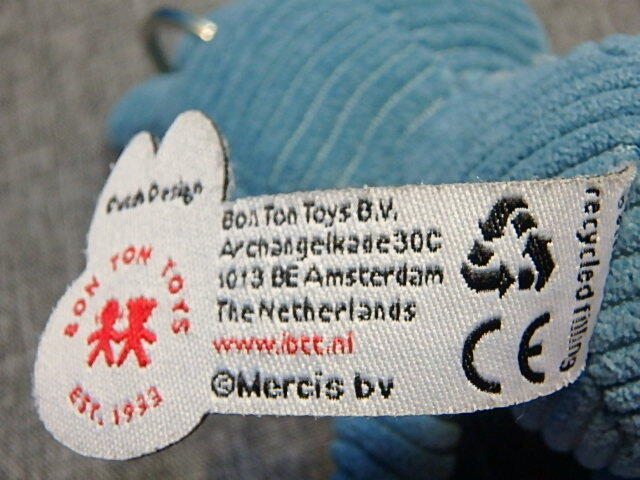 Dutch Design
BON TON TOYS
EST. 1933
Bon Ton Toys B.V.
Archangelkade 30C
1013 BE Amsterdam
The Netherlands
www.ibtt.nl
©Mercis bv
CE
recycled filling